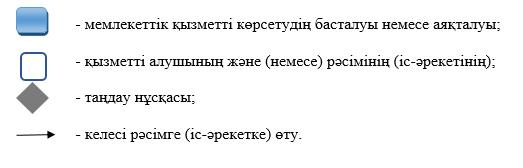 - мемлекеттік қызметті көрсетудің басталуы немесе аяқталуы;
- қызметті алушының және (немесе) рәсімінің (іс-әрекетінің);
- таңдау нұсқасы;
- келесі рәсімге (іс-әрекетке) өту.